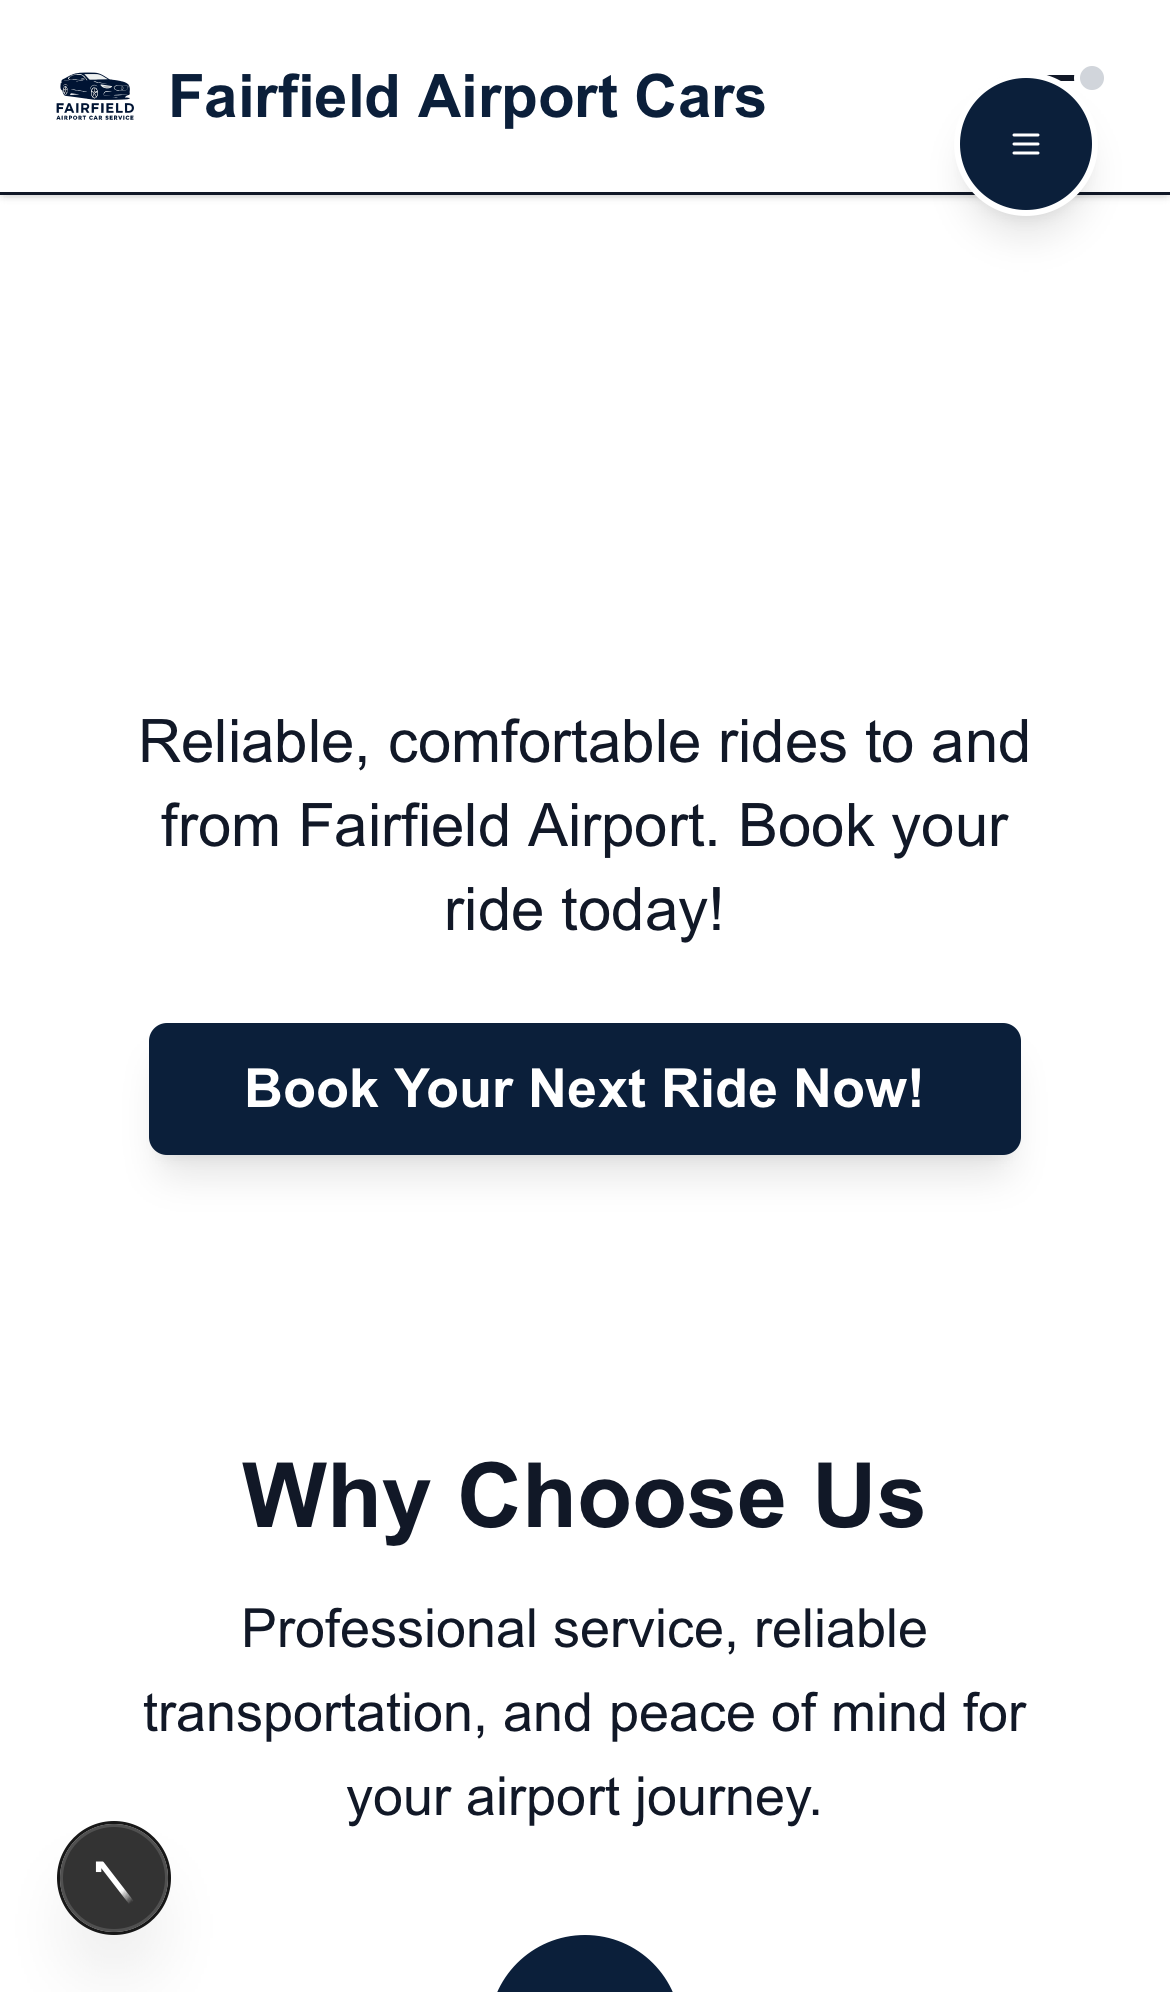 FAIRFIELD
AIRPORT CAR SERVICE
Fairfield Airport Cars
Reliable, comfortable rides to and
from Fairfield Airport. Book your
ride today!
Book Your Next Ride Now!
Why Choose Us
Professional service, reliable
transportation, and peace of mind for
your airport journey.